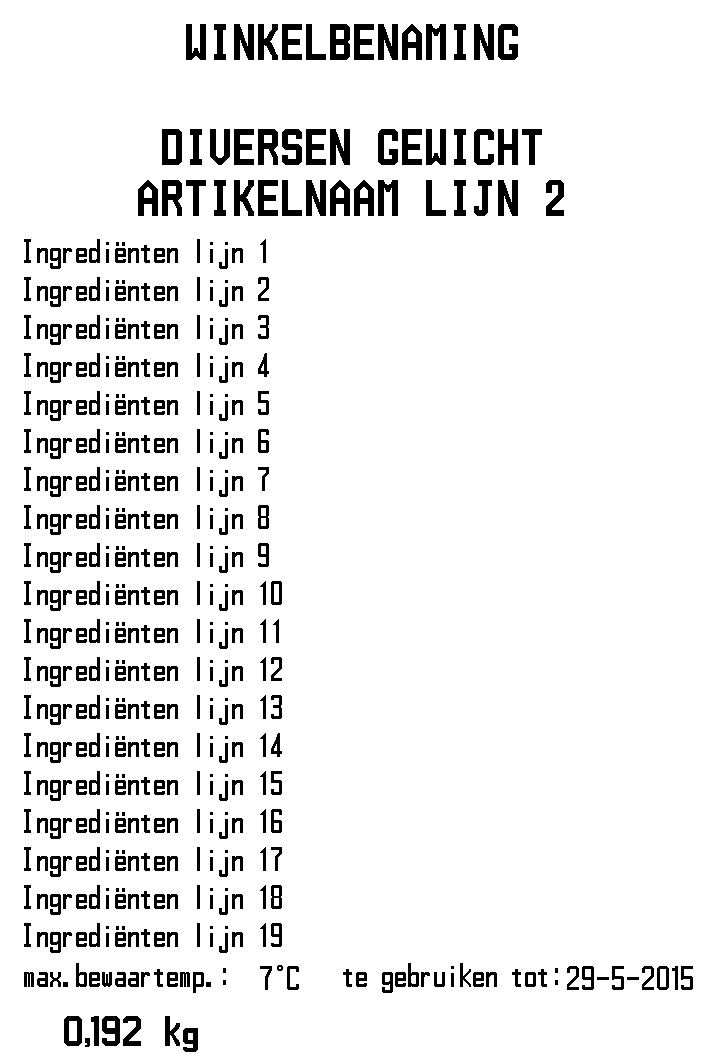 WINKELBENAMING
DIVERSEN GEWICHT
ARTIKELNAAM LIJN 2
Ingrediënten lijn 1
Ingrediënten lijn 2
Ingrediënten lijn 3
Ingrediënten lijn 4
Ingrediënten lijn 5
Ingrediënten lijn 6
Ingrediënten lijn 7
Ingrediënten lijn 8
Ingrediënten lijn 9
Ingrediënten lijn 10
Ingrediënten lijn 11
Ingrediënten lijn 12
Ingrediënten lijn 13
Ingrediënten lijn 14
Ingrediënten lijn 15
Ingrediënten lijn 16
Ingrediënten lijn 17
Ingrediënten lijn 18
Ingrediënten lijn 19
max.bewaartemp.: 7°C te gebruiken tot:29-5-2015
0,192 kg